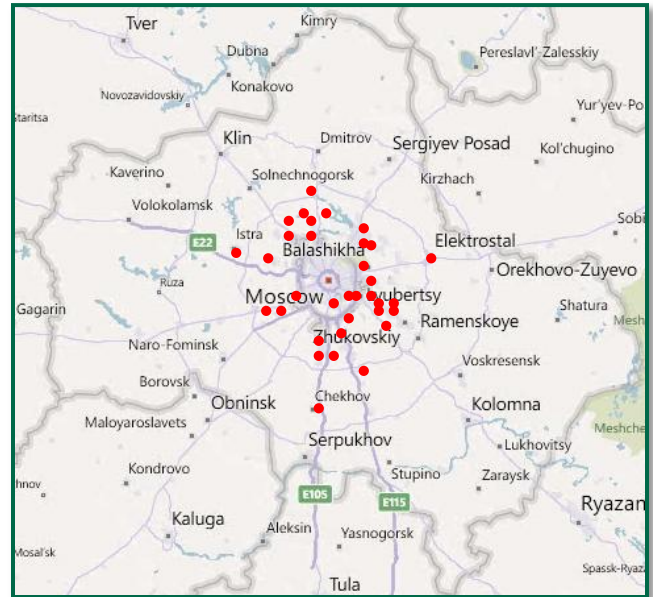 Tver
Kimry
Dubna
Pereslavl'-Zalesskiy
Konakovo
Novozavidovskiy
Yur'yev-Po
Staritsa
Klin
Dmitrov
Sergiyev Posad
Kol'chugino
Kaverino
Solnechnogorsk
Kirzhach
Volokolamsk
Istra
Sobi
E22
Balashikha
Elektrostal
Orekhovo-Zuyevo
Ruza
Moscow
Lyubertsy
Gagarin
Shatura
Ramenskoye
Mesh
Zhukovskiy
Naro-Fominsk
Voskresensk
Borovsk
Obninsk
Chekhov
Kolomna
Maloyaroslavets
Meshche
Serpukhov
Lukhovitsy
Kondrovo
Stupino
Zaraysk
hnov
E105
E115
Ryazan
Kaluga
Aleksin
Yasnogorsk
Mosal'sk
Spassk-Ryaz
Tula